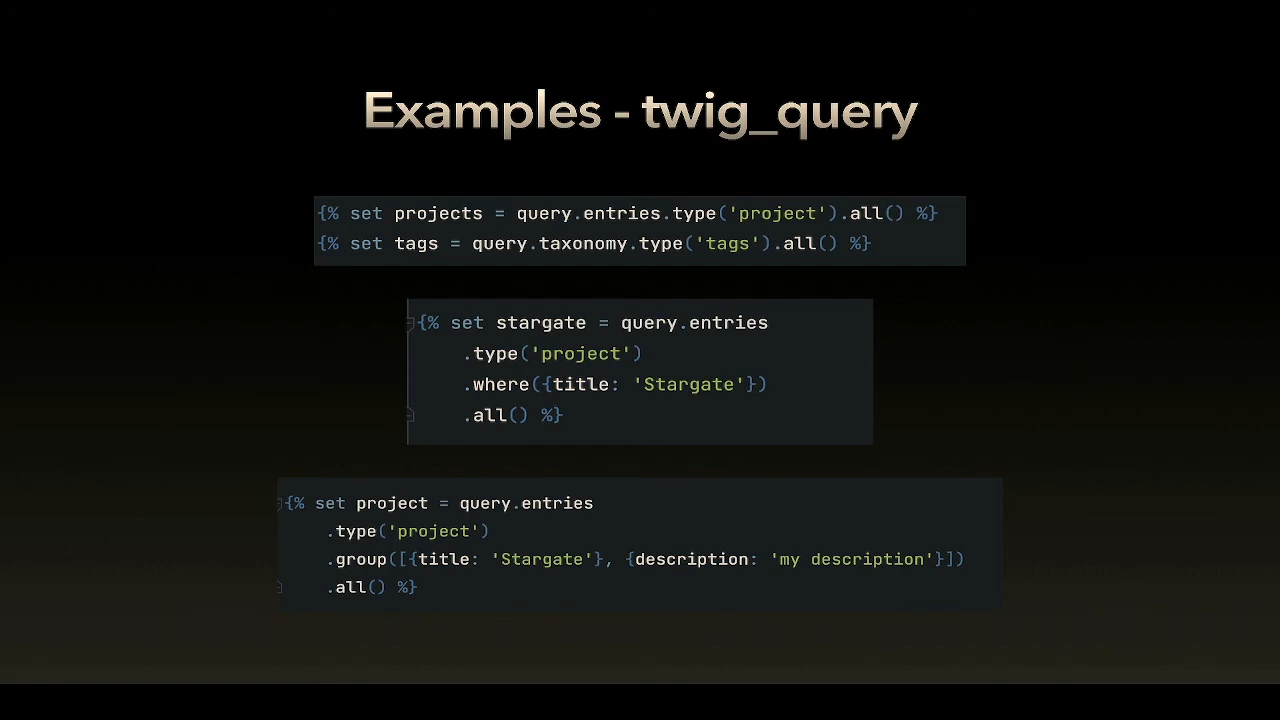 Examples - twig_query
{% set projects = query.entries.type('project').all() %}
{% set tags = query.taxonomy.type('tags').all() %}
{% set stargate = query.entries
.type('project')
.where({title: 'Stargate'})
.all() %}
{% set project = query.entries
.type('project')
.group([{title: 'Stargate'}, {description: 'my description'}])
.all() %}